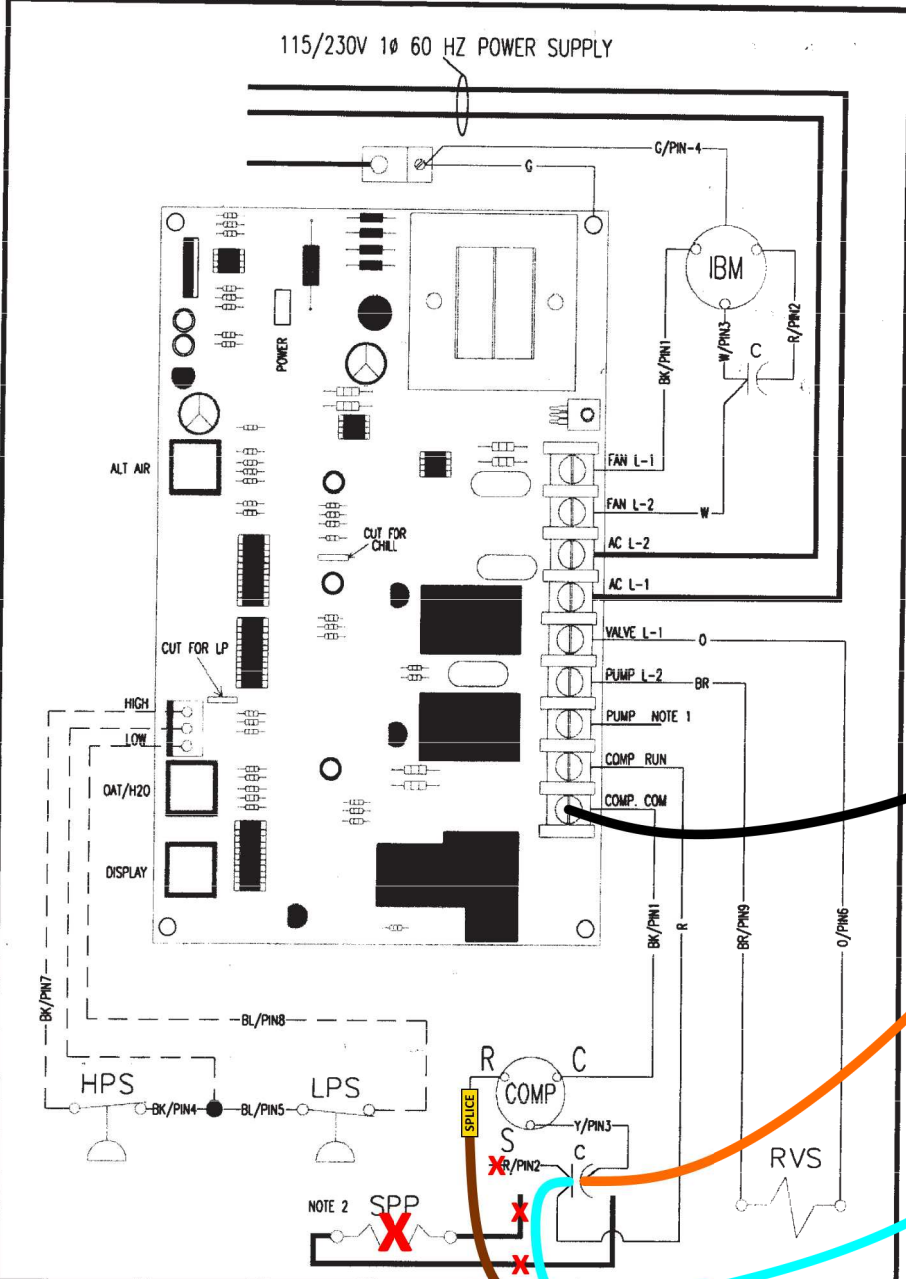 115/230V 1ø 60 HZ POWER SUPPLY
G/PIN-4
G
IBM
BK/PIN1
W/PIN3
R/PIN2
C
POWER
ALT AIR
FAN L-1
CUT FOR
CHILL
FAN L-2
W
AC L-2
AC L-1
VALVE L-1
O
CUT FOR LP
PUMP L-2
BR
HIGH
PUMP NOTE 1
LOW
COMP RUN
OAT/H2O
COMP. COM
DISPLAY
BK/PIN1
R
BR/PIN9
O/PIN6
BK/PIN7
BL/PIN8
HPS
LPS
R
C
COMP
SPLICE
BK/PIN4
BL/PIN5
S
Y/PIN3
C
X
R/PIN2
RVS
NOTE 2
SPP
X
X
X